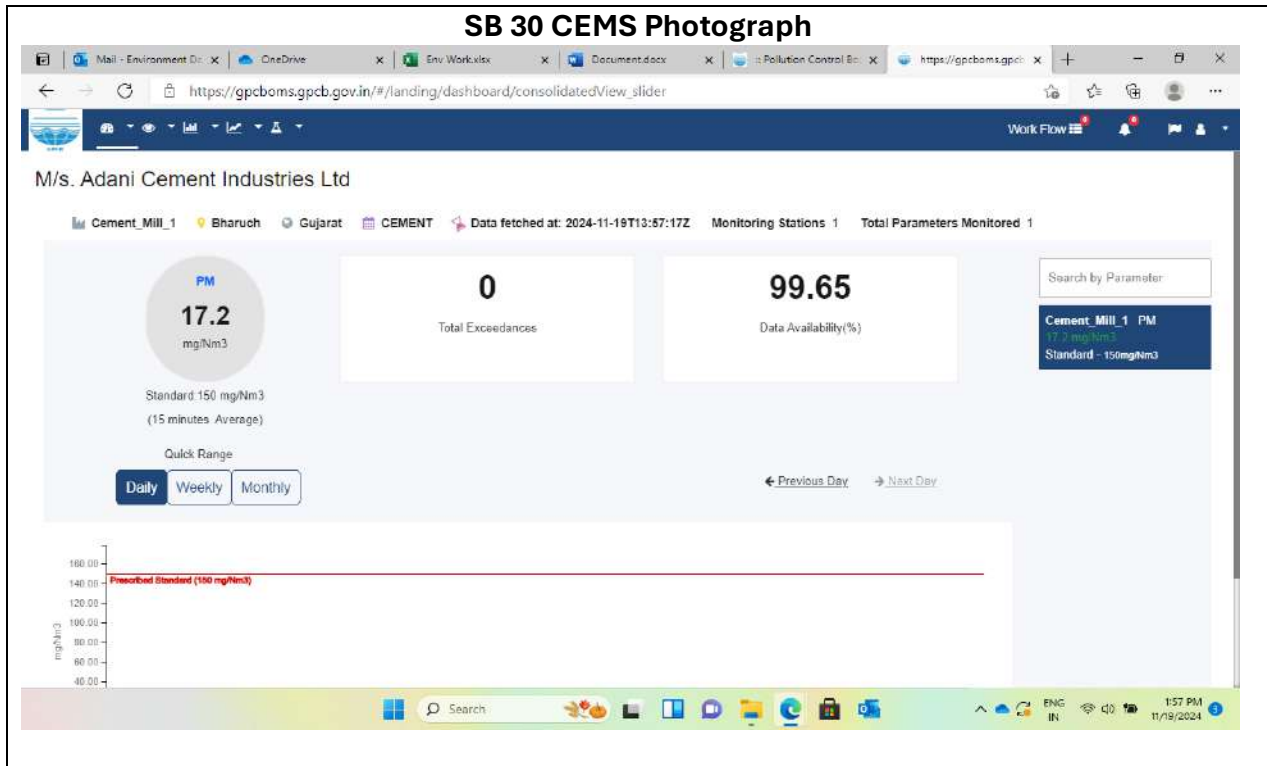 SB 30 CEMS Photograph
Mail - Environment De
OneDrive
Env Work.xlsx
Document.docx
:: Pollution Control Bo
https://gpcboms.gpcb
https://gpcboms.gpcb.gov.in/#/landing/dashboard/consolidatedView_slider
Work Flow
M/s. Adani Cement Industries Ltd
Cement_Mill_1 Bharuch Gujarat CEMENT Data fetched at: 2024-11-19T13:57:17Z Monitoring Stations 1 Total Parameters Monitored 1
PM
17.2
mg/Nm3
Standard 150 mg/Nm3
(15 minutes Average)
0
Total Exceedances
99.65
Data Availability(%)
Search by Parameter
Cement_Mill_1 PM
17.2 mg/Nm3
Standard - 150mg/Nm3
Quick Range
Daily Weekly Monthly
Previous Day Next Day
160.00
140.00
120.00
100.00
60.00
40.00
mg/Nm3
Prescribed Standard (150 mg/Nm3)
Search
ENG
IN
1:57 PM
11/19/2024